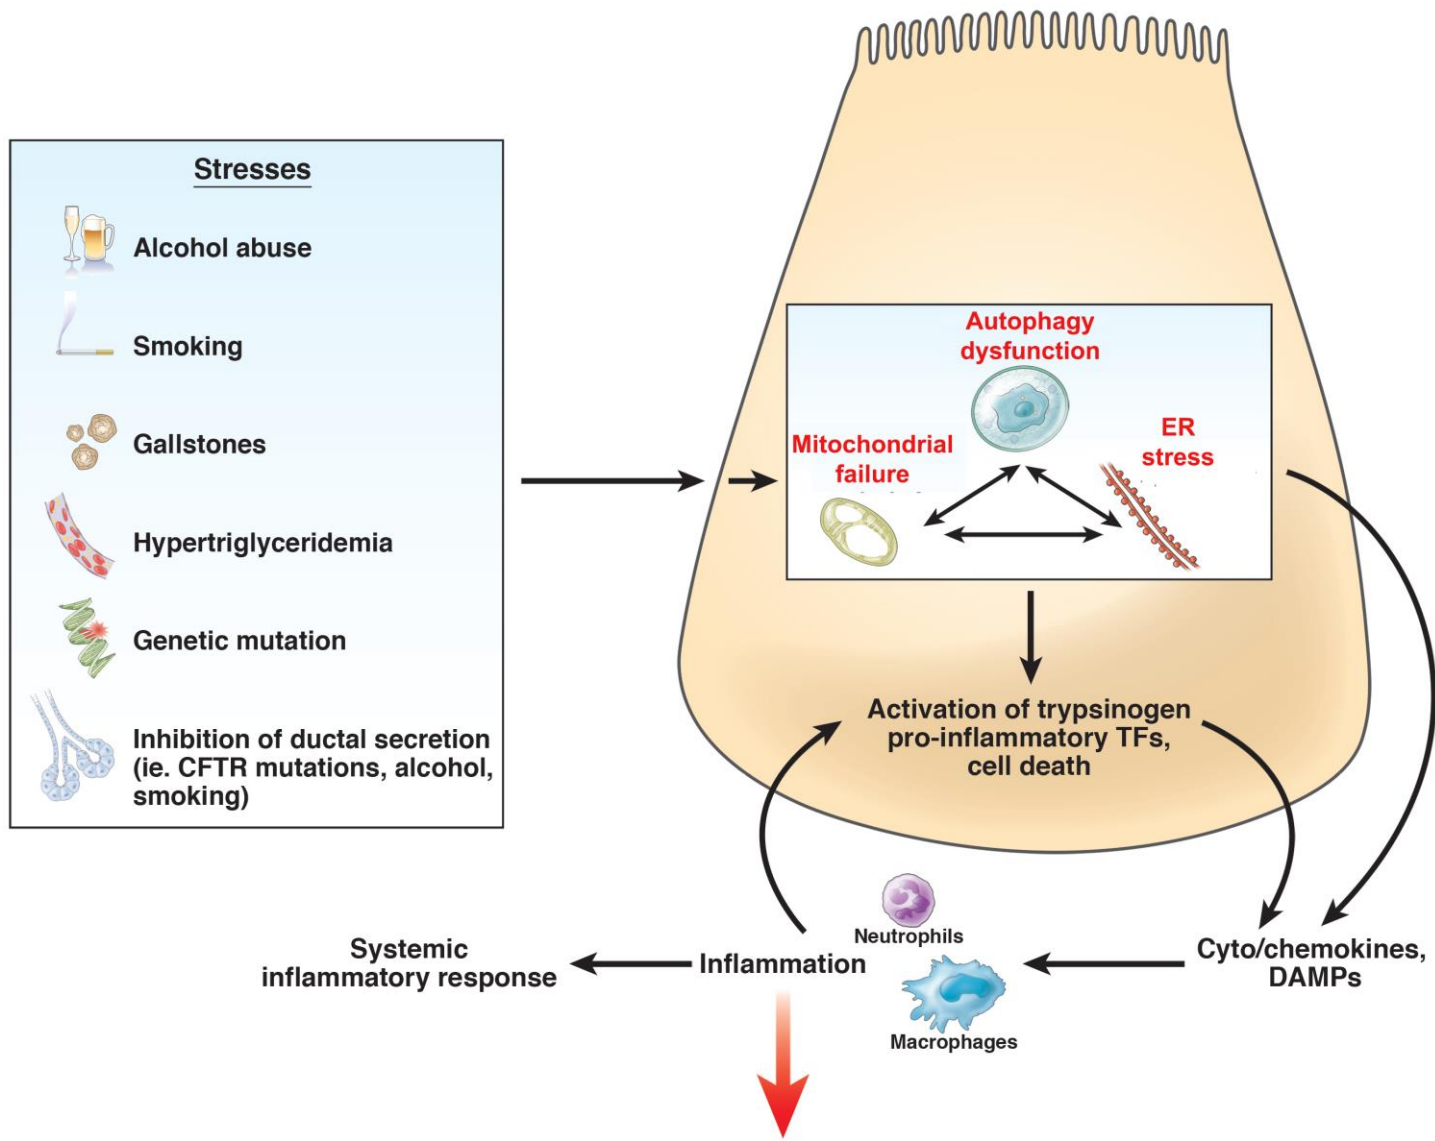 Stresses
Alcohol abuse
Smoking
Gallstones
Hypertriglyceridemia
Genetic mutation
Inhibition of ductal secretion
(ie. CFTR mutations, alcohol,
smoking)
Autophagy
dysfunction
Mitochondrial
failure
ER
stress
Activation of trypsinogen
pro-inflammatory TFs,
cell death
Neutrophils
Macrophages
Cyto/chemokines,
DAMPs
Inflammation
Systemic
inflammatory response